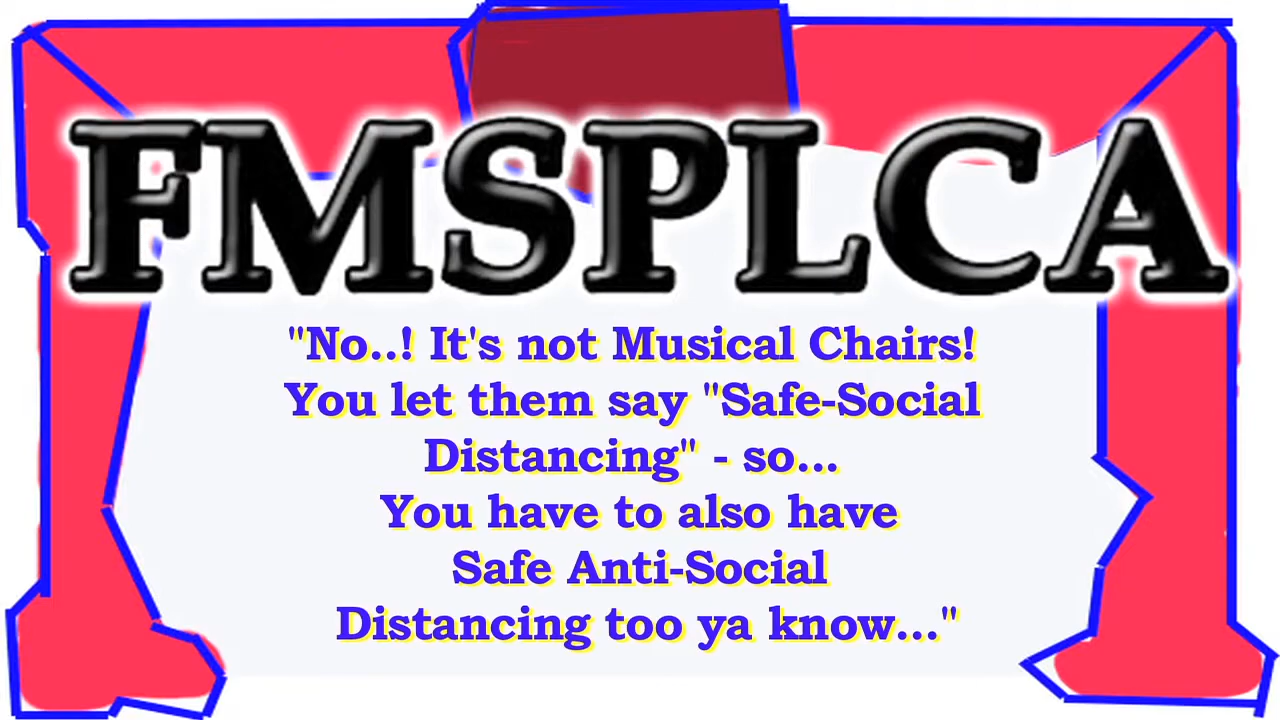 FMSPLCA
"No..! It's not Musical Chairs!
You let them say "Safe-Social
Distancing" - so...
You have to also have
Safe Anti-Social
Distancing too ya know..."